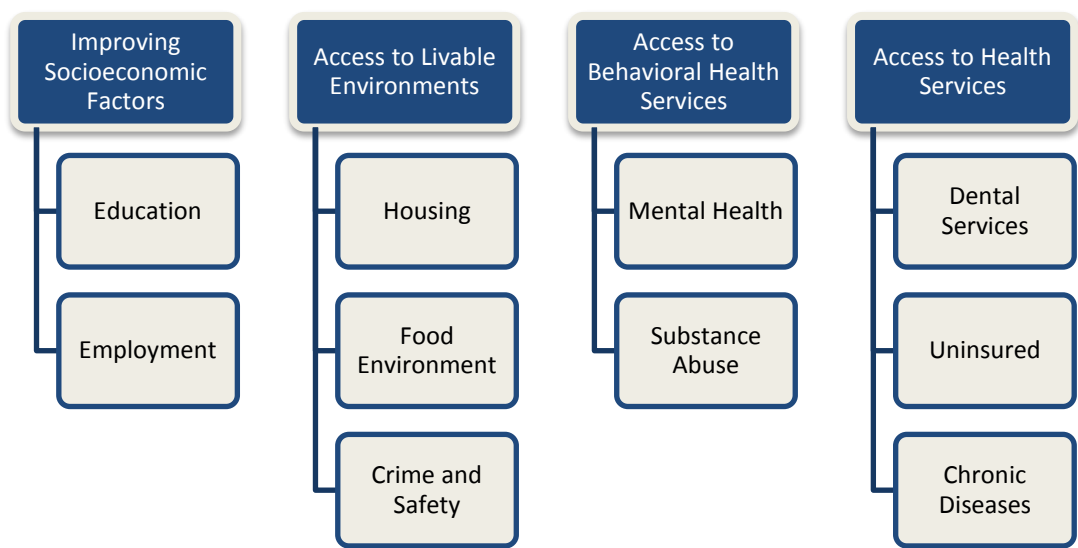 Improving
Socioeconomic
Factors
Education
Employment
Access to Livable
Environments
Housing
Food
Environment
Crime and
Safety
Access to
Behavioral Health
Services
Mental Health
Substance
Abuse
Access to Health
Services
Dental
Services
Uninsured
Chronic
Diseases